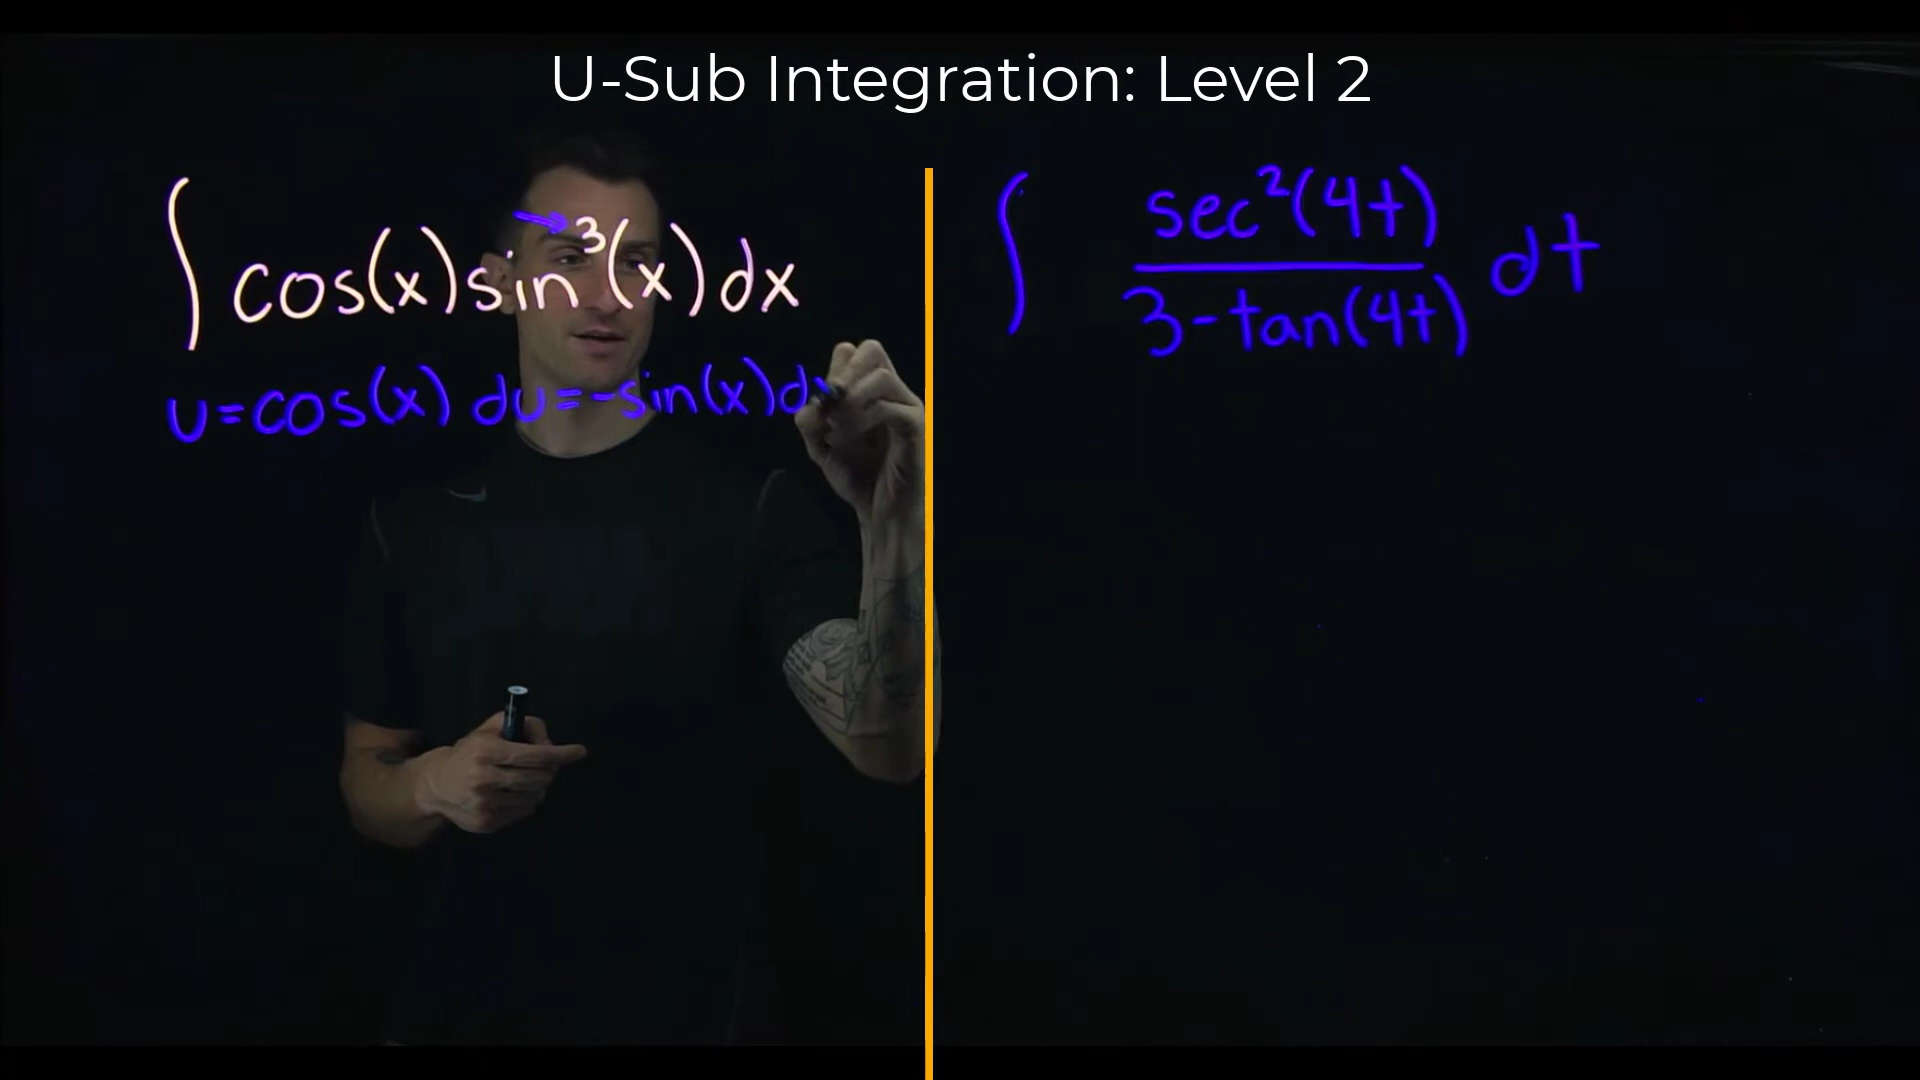 U-Sub Integration: Level 2
∫ cos(x) sin³(x) dx
u=cos(x) du=-sin(x)dx
∫ sec²(4t) / 3-tan(4t) dt